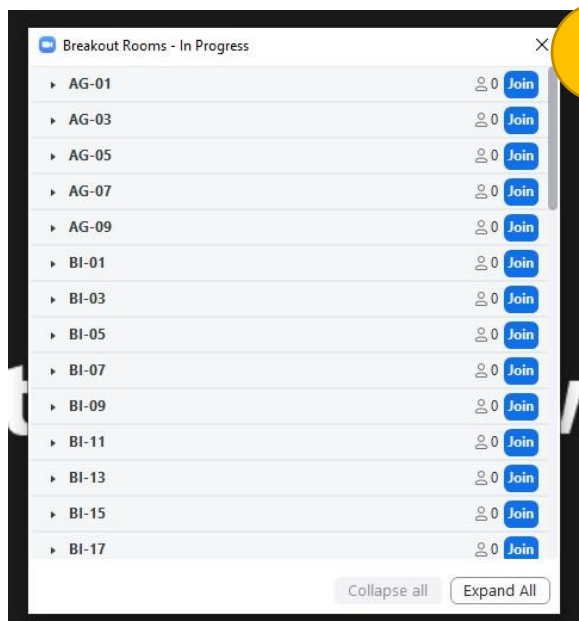 Breakout Rooms - In Progress
AG-01 0 Join
AG-03 0 Join
AG-05 0 Join
AG-07 0 Join
AG-09 0 Join
BI-01 0 Join
BI-03 0 Join
BI-05 0 Join
BI-07 0 Join
BI-09 0 Join
BI-11 0 Join
BI-13 0 Join
BI-15 0 Join
BI-17 0 Join
Collapse all Expand All